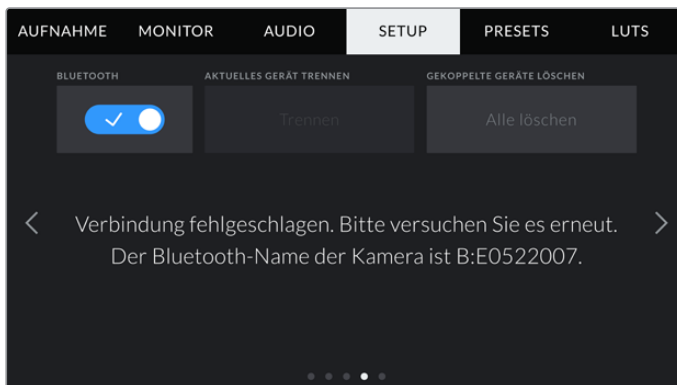 AUFNAHME MONITOR AUDIO SETUP PRESETS LUTS
BLUETOOTH AKTUELLES GERÄT TRENNEN GEKOPPELTE GERÄTE LÖSCHEN
Trennen Alle löschen
Verbindung fehlgeschlagen. Bitte versuchen Sie es erneut.
Der Bluetooth-Name der Kamera ist B:E0522007.